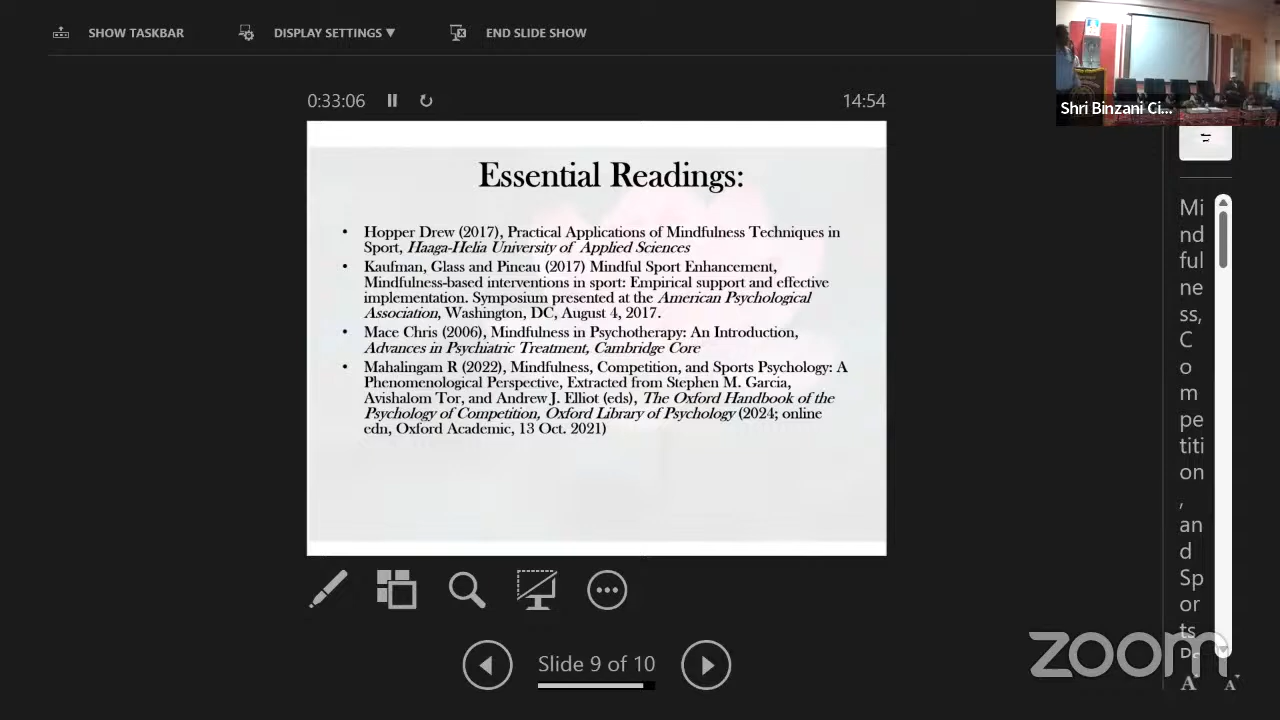 SHOW TASKBAR
DISPLAY SETTINGS ▼
END SLIDE SHOW
Shri Binzani Ci...
0:33:06
14:54
Essential Readings:
• Hopper Drew (2017), Practical Applications of Mindfulness Techniques in
Sport, Haaga-Helia University of Applied Sciences
• Kaufman, Glass and Pineau (2017) Mindful Sport Enhancement,
Mindfulness-based interventions in sport: Empirical support and effective
implementation. Symposium presented at the American Psychological
Association, Washington, DC, August 4, 2017.
• Mace Chris (2006), Mindfulness in Psychotherapy: An Introduction,
Advances in Psychiatric Treatment, Cambridge Core
• Mahalingam R (2022), Mindfulness, Competition, and Sports Psychology: A
Phenomenological Perspective, Extracted from Stephen M. Garcia,
Avishalom Tor, and Andrew J. Elliot (eds), The Oxford Handbook of the
Psychology of Competition, Oxford Library of Psychology (2024; online
edn, Oxford Academic, 13 Oct. 2021)
Slide 9 of 10
Mi
nd
ful
ne
ss,
C
o
m
pe
titi
on
,
an
d
Sp
or
ts
Ps
zoom
A A